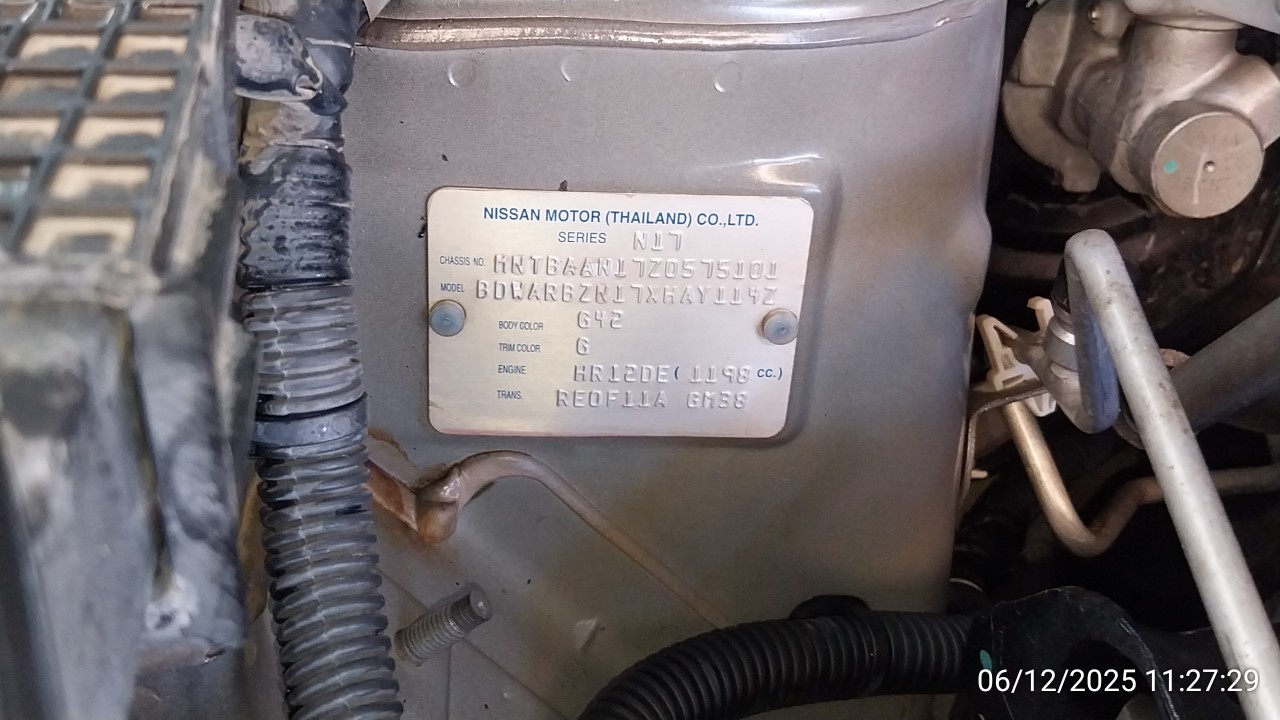 NISSAN MOTOR (THAILAND) CO.,LTD.
SERIES N17
CHASSIS NO. MNTBAAN17Z0575101
MODEL BDWARBZN17XHAY114Z
BODY COLOR G42
TRIM COLOR G
ENGINE HR12DE ( 1198 CC.)
TRANS. RE0F11A GM38
06/12/2025 11:27:29